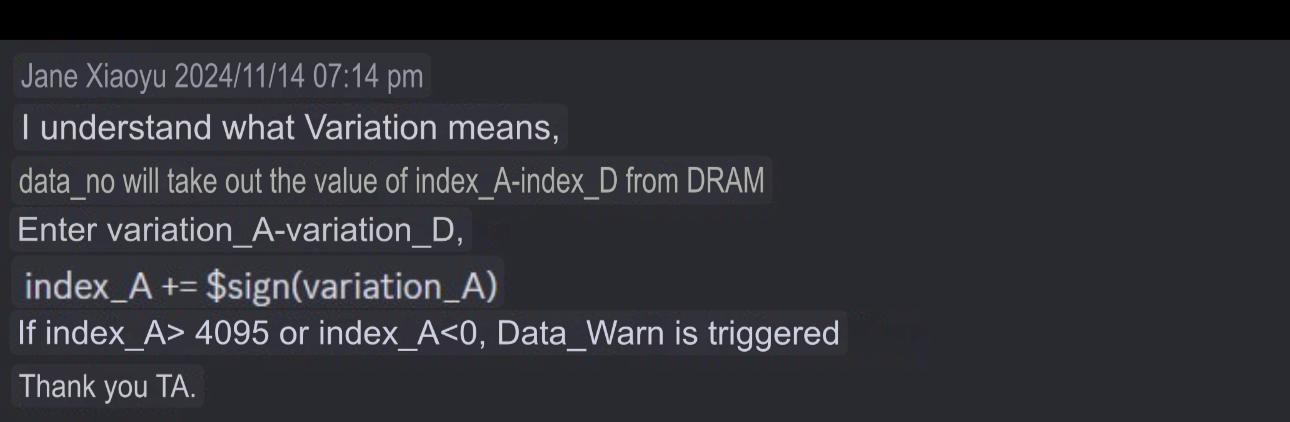 Jane Xiaoyu 2024/11/14 07:14 pm
I understand what Variation means,
data_no will take out the value of index_A-index_D from DRAM
Enter variation_A-variation_D,
index_A += $sign(variation_A)
If index_A> 4095 or index_A<0, Data_Warn is triggered
Thank you TA.